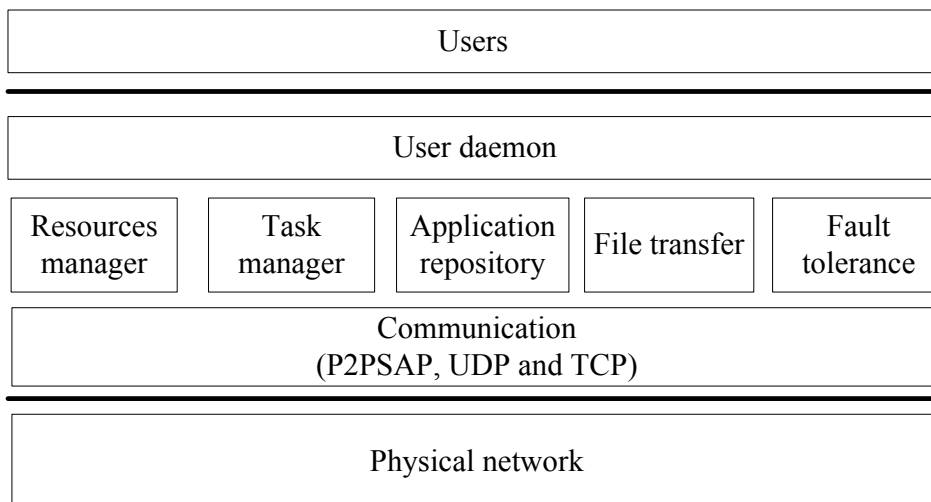 Users
User daemon
Resources
manager
Task
manager
Application
repository
File transfer
Fault
tolerance
Communication
(P2PSAP, UDP and TCP)
Physical network